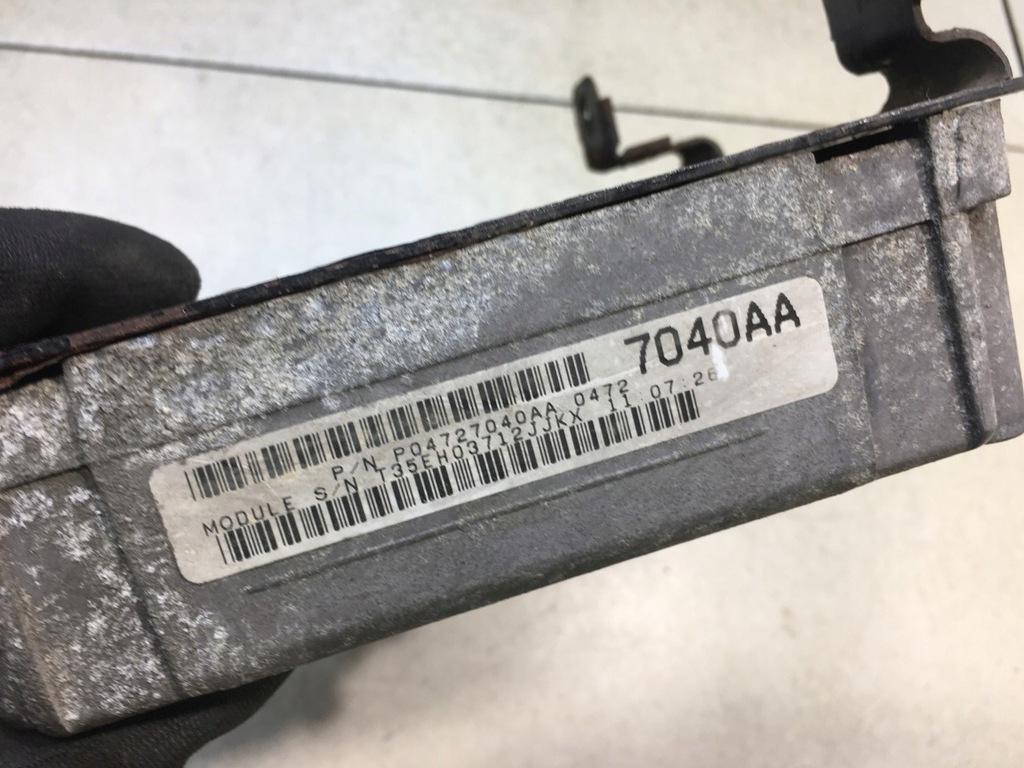 P/N P04727040AA 0472 7040AA
MODULE S/N T35EH03712JJKX 11:07:26